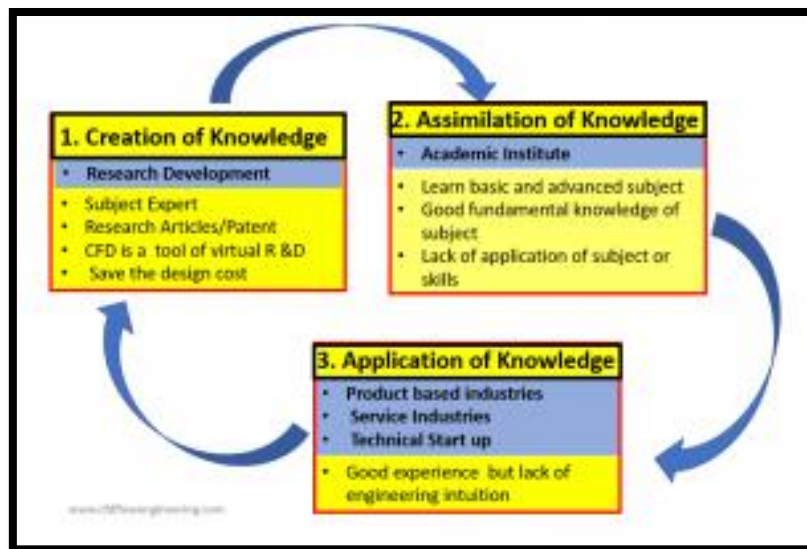 1. Creation of Knowledge
• Research Development
• Subject Expert
• Research Articles/Patent
• CFD is a tool of virtual R &D
• Save the design cost
2. Assimilation of Knowledge
• Academic Institute
• Learn basic and advanced subject
• Good fundamental knowledge of
subject
• Lack of application of subject or
skills
3. Application of Knowledge
• Product based industries
• Service Industries
• Technical Start up
• Good experience but lack of
engineering intuition